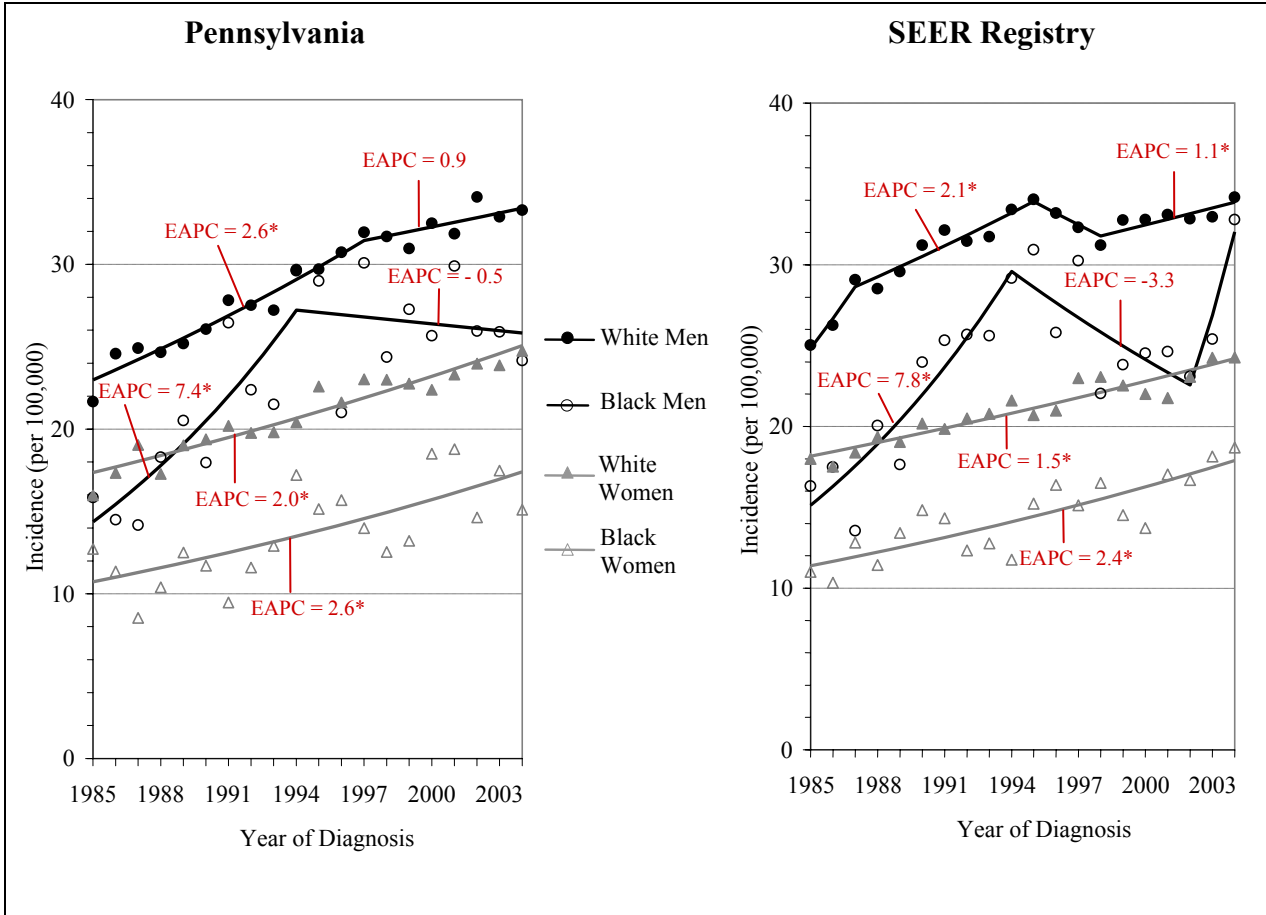 Pennsylvania
Incidence (per 100,000)
40
30
20
10
0
EAPC = 0.9
EAPC = 2.6*
EAPC = - 0.5
EAPC = 7.4*
EAPC = 2.0*
EAPC = 2.6*
1985 1988 1991 1994 1997 2000 2003
Year of Diagnosis
White Men
Black Men
White
Women
Black
Women
SEER Registry
Incidence (per 100,000)
40
30
20
10
0
EAPC = 1.1*
EAPC = 2.1*
EAPC = -3.3
EAPC = 7.8*
EAPC = 1.5*
EAPC = 2.4*
1985 1988 1991 1994 1997 2000 2003
Year of Diagnosis